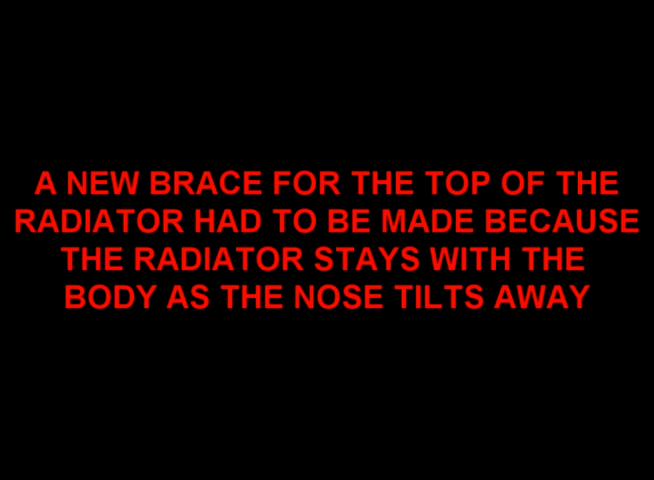 A NEW BRACE FOR THE TOP OF THE
RADIATOR HAD TO BE MADE BECAUSE
THE RADIATOR STAYS WITH THE
BODY AS THE NOSE TILTS AWAY